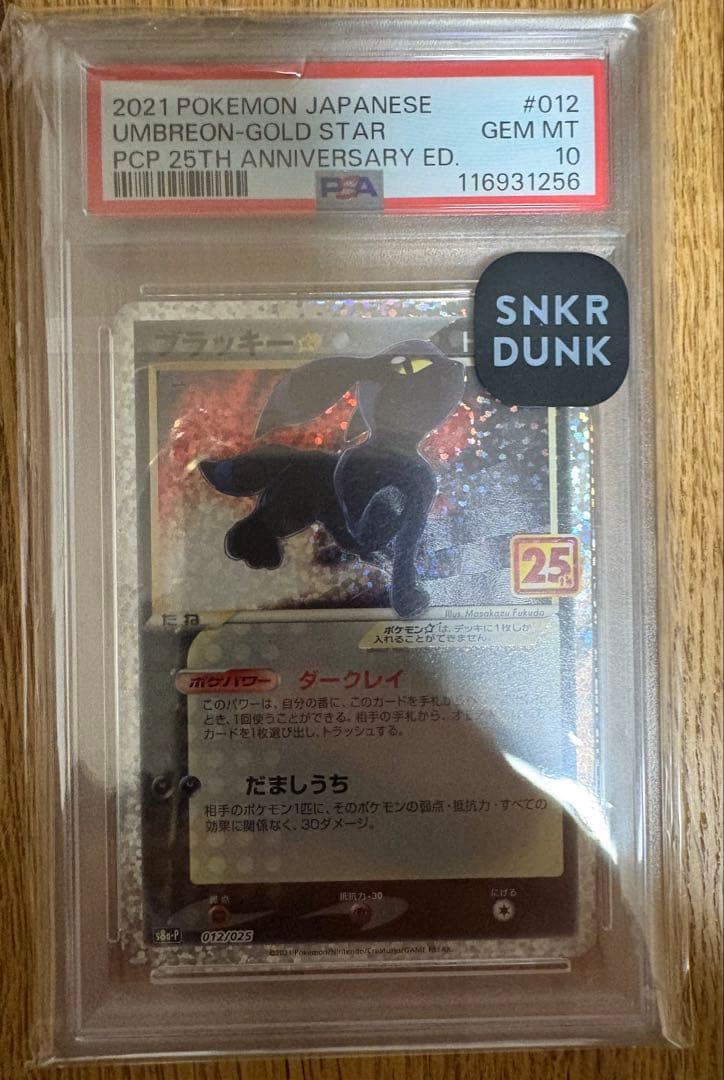 2021 POKEMON JAPANESE #012
UMBREON-GOLD STAR GEM MT
PCP 25TH ANNIVERSARY ED. 10
PSA 116931256
SNKR
DUNK
ブラッキー☆
25th
Illus. Masakazu Fukuda
たね
ポケモン☆は、デッキに1枚しか
入れることができません。
ポケパワー ダークレイ
このパワーは、自分の番に、このカードを手札か
とき、1回使うことができる。相手の手札から、
カードを1枚選び出し、トラッシュする。
だましうち
相手のポケモン1匹に、そのポケモンの弱点・抵抗力・すべての
効果に関係なく、30ダメージ。
弱点 抵抗力 -30 にげる
s8a-P 012/025
©2021 Pokémon/Nintendo/Creatures/GAME FREAK.